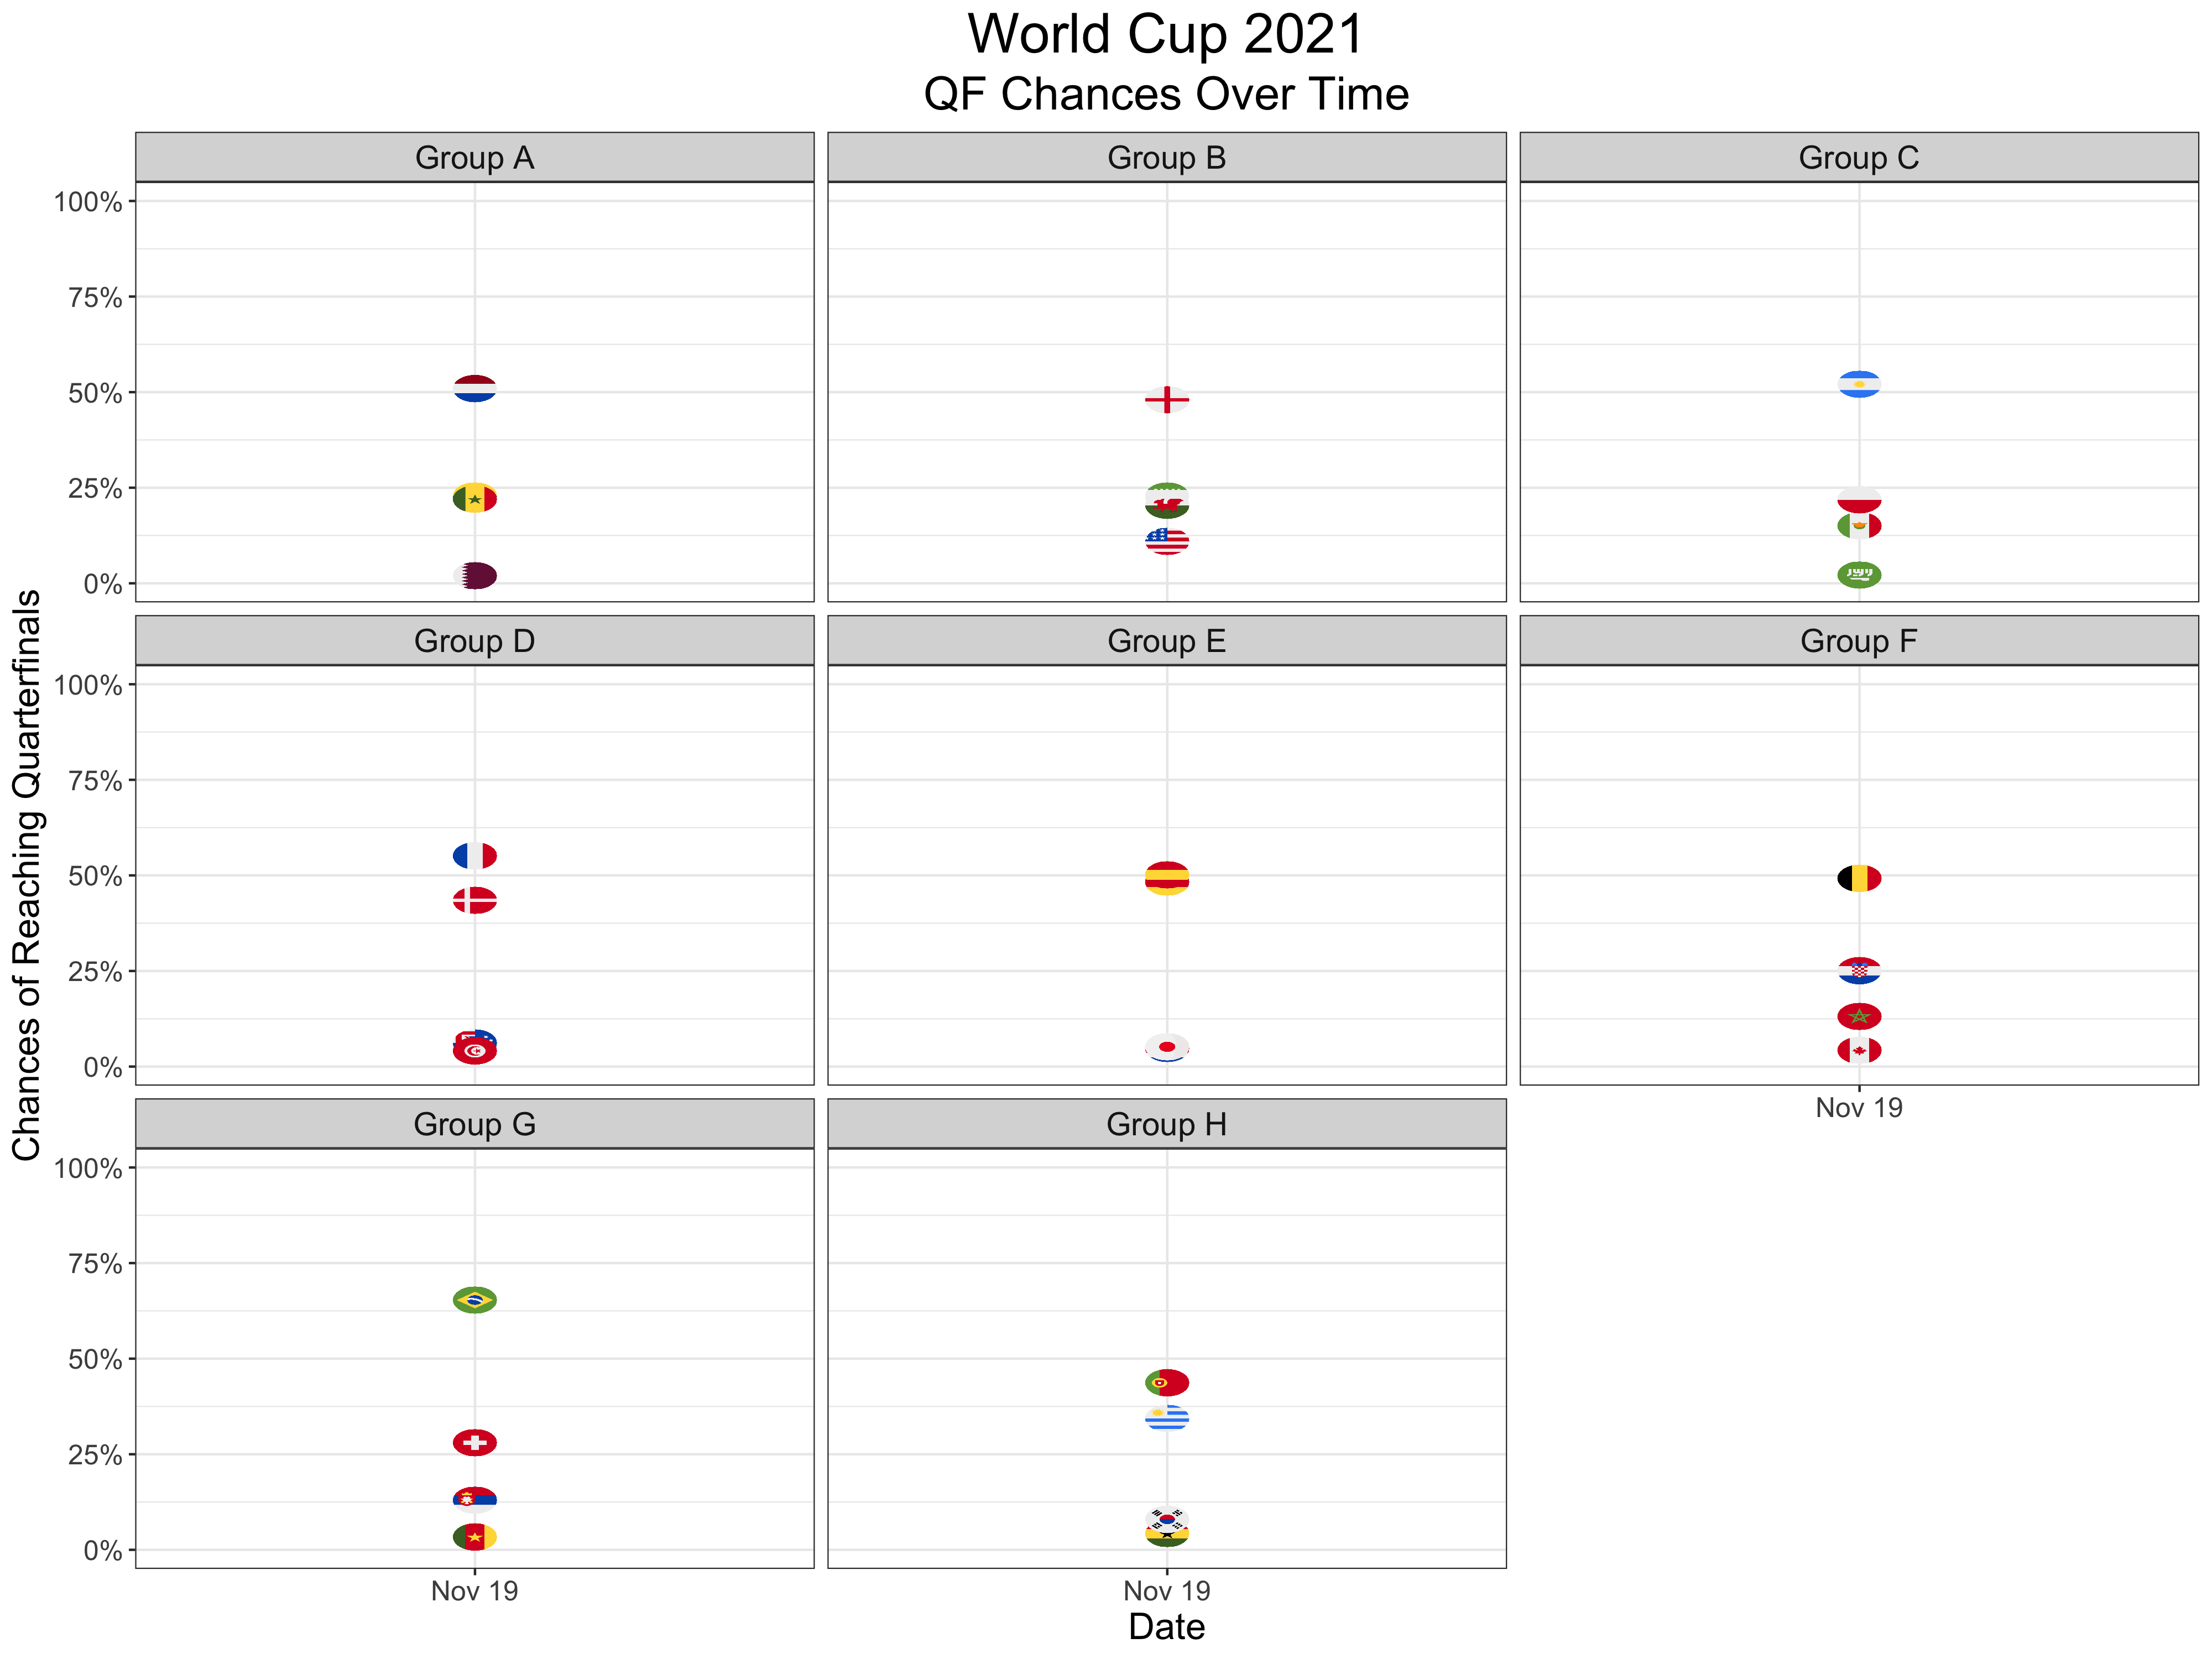 World Cup 2021
QF Chances Over Time
Group A
Group B
Group C
100%
75%
50%
25%
0%
Group D
Group E
Group F
100%
75%
50%
25%
0%
Nov 19
Group G
Group H
100%
75%
50%
25%
0%
Nov 19
Nov 19
Date
Chances of Reaching Quarterfinals